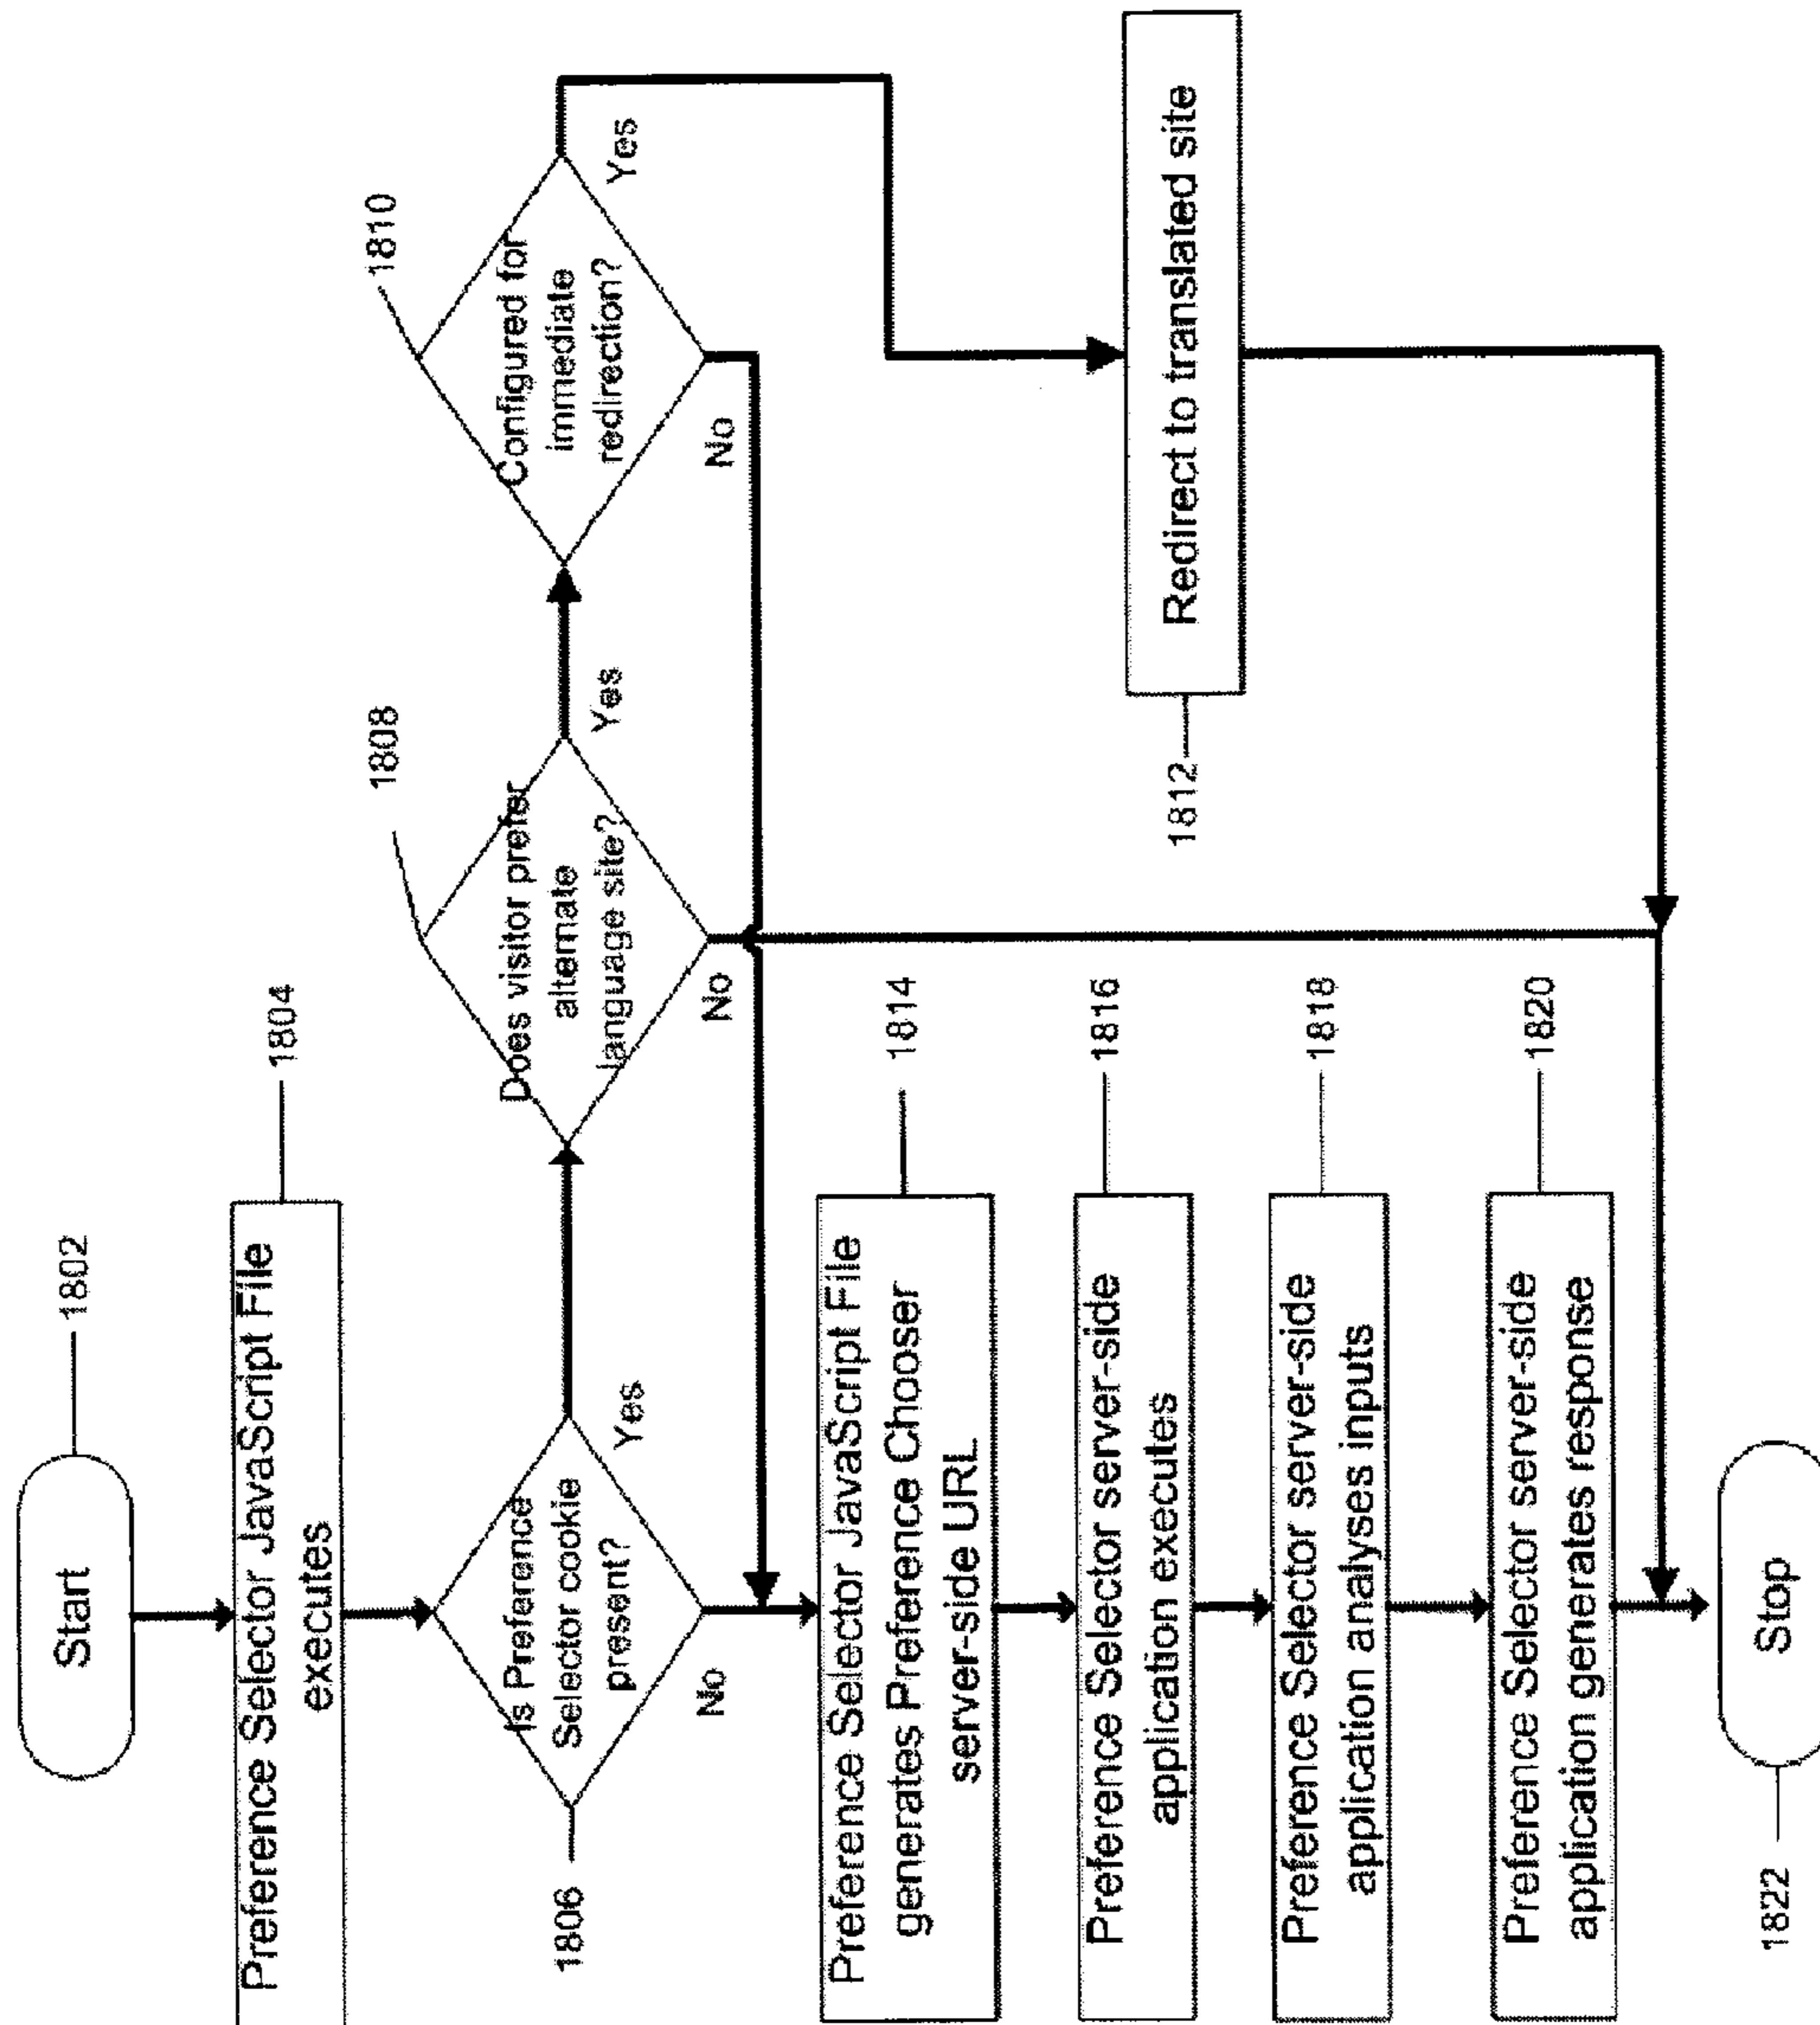 Start
1802
Preference Selector JavaScript File
executes
1804
Is Preference
Selector cookie
present?
1806
Yes
No
Does visitor prefer
alternate
language site?
1808
Yes
No
Configured for
immediate
redirection?
1810
Yes
No
Redirect to translated site
1812
Preference Selector JavaScript File
generates Preference Chooser
server-side URL
1814
Preference Selector server-side
application executes
1816
Preference Selector server-side
application analyses inputs
1818
Preference Selector server-side
application generates response
1820
Stop
1822